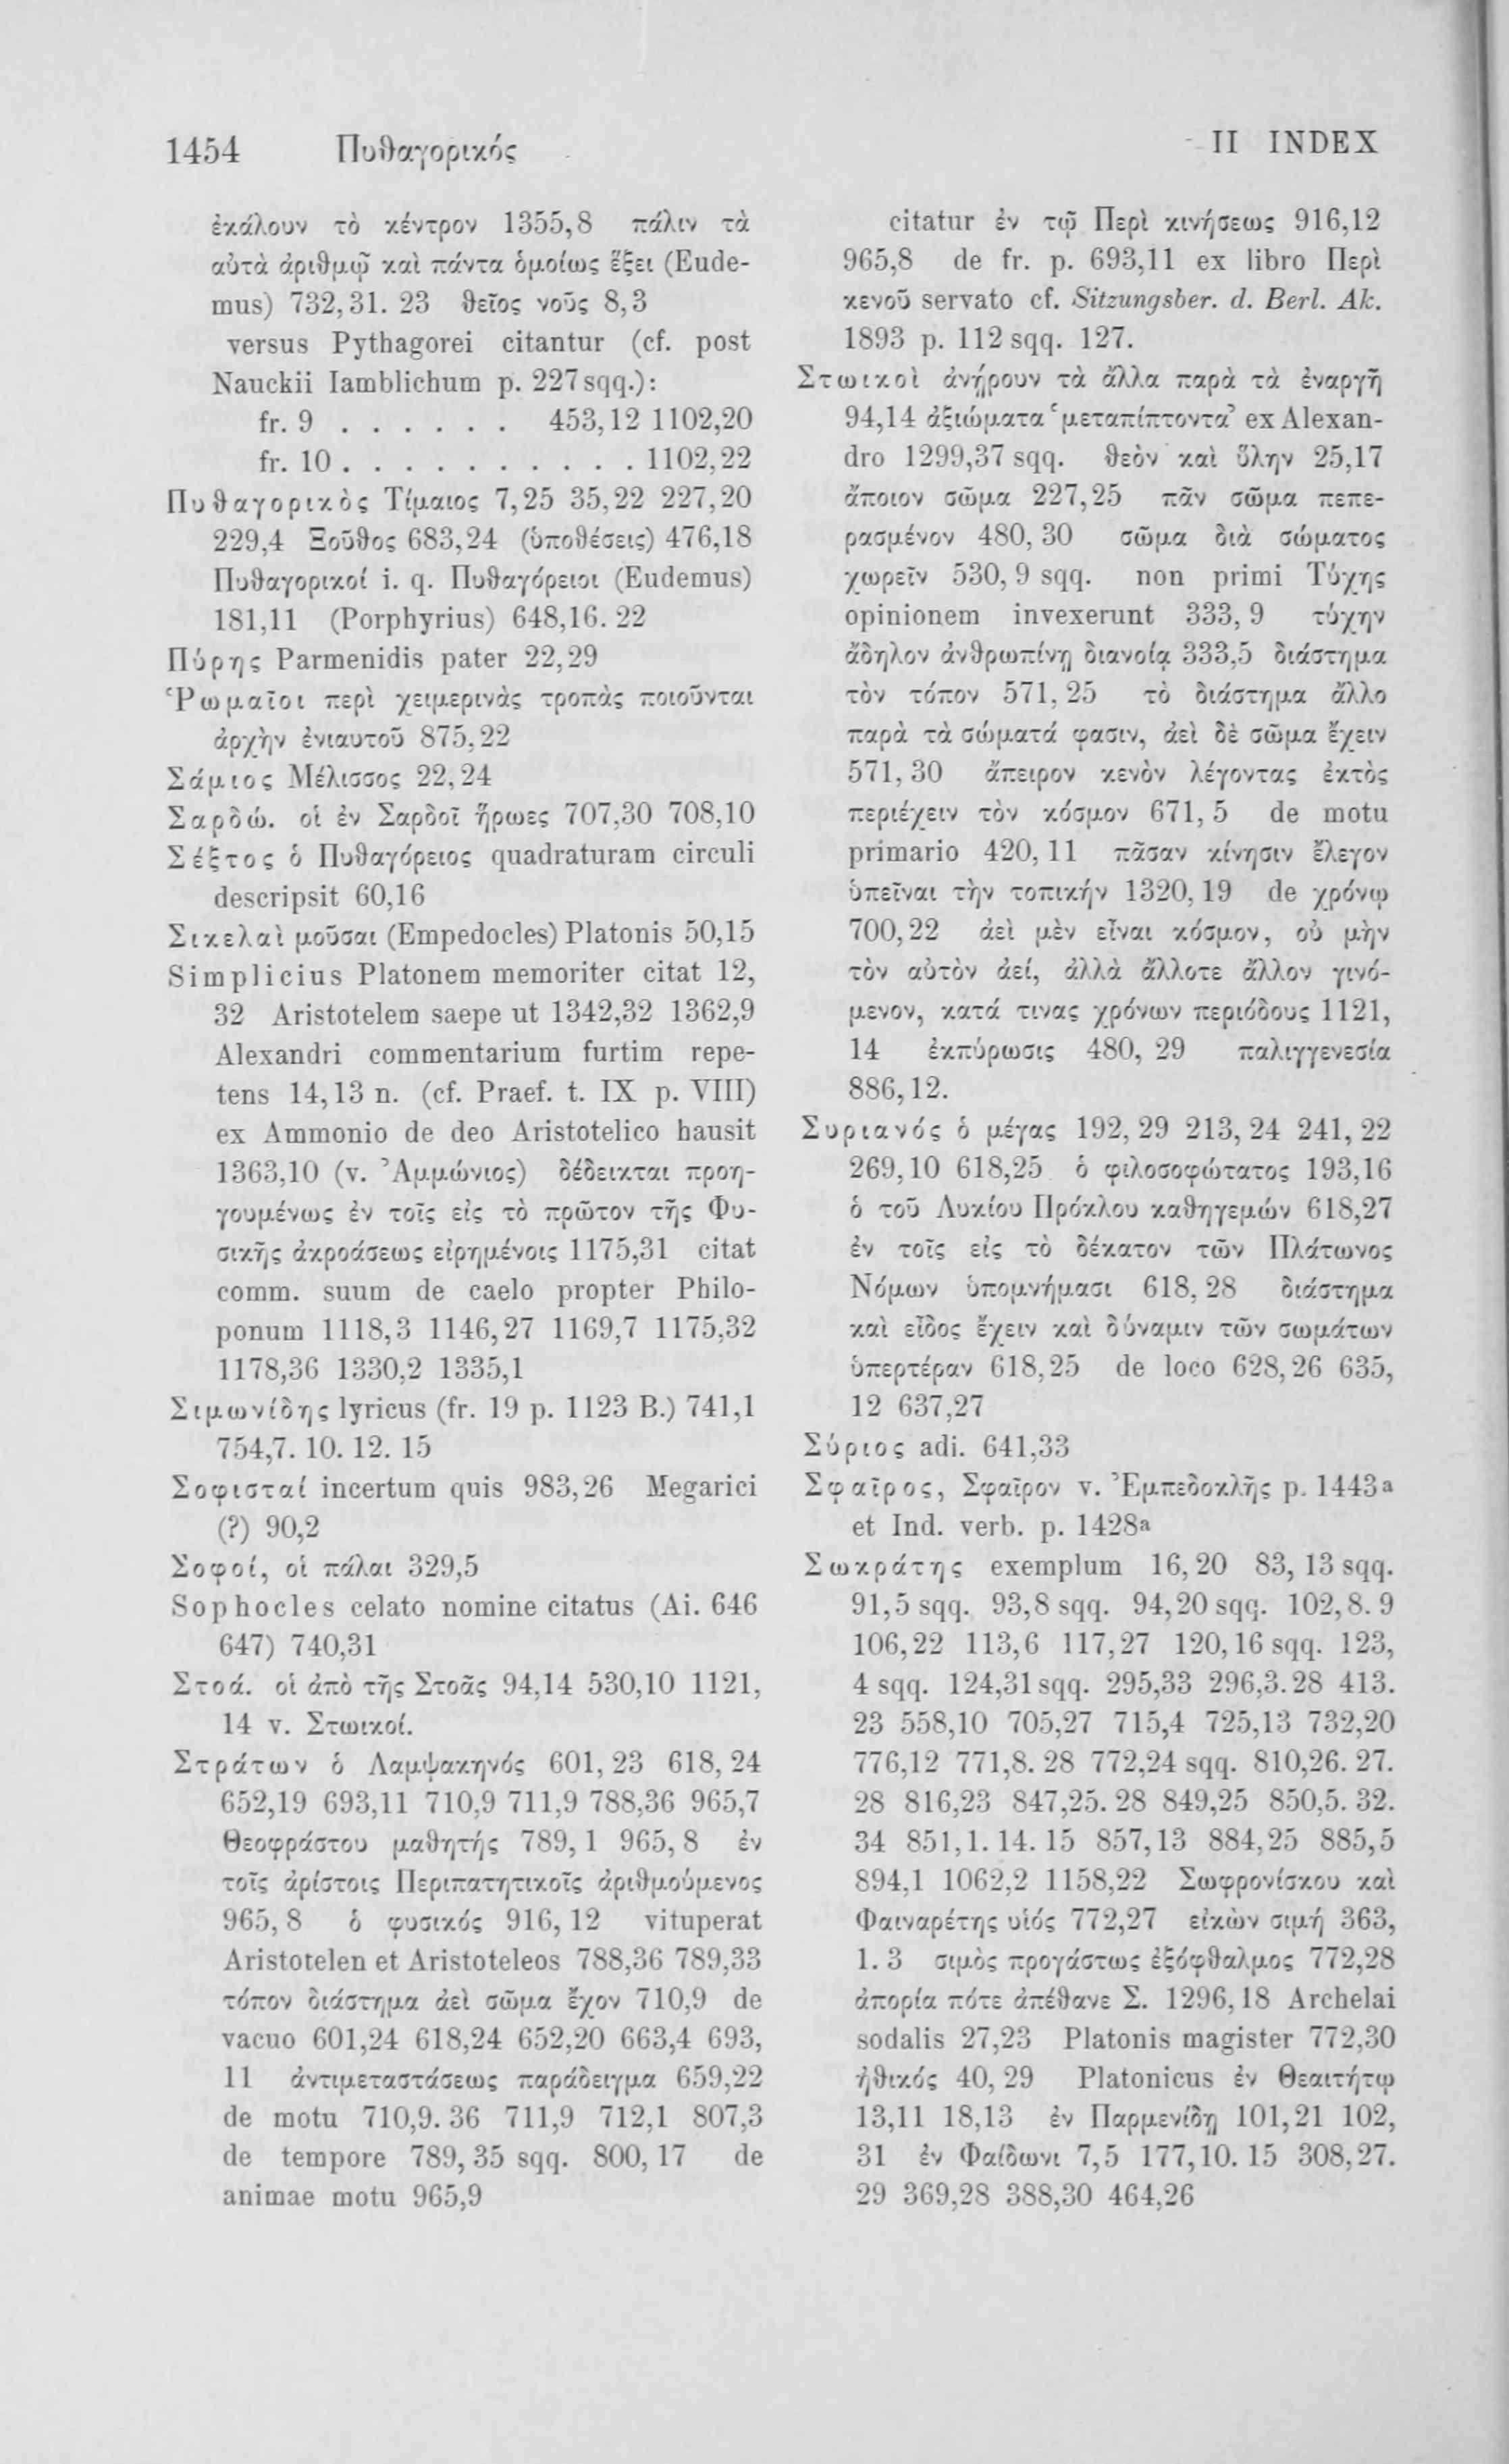 1454 Πυθαγορικός
II INDEX
ἐκάλουν τὸ κέντρον 1355,8 πάλιν τὰ
αὐτὰ ἀριθμῷ καὶ πάντα ὁμοίως ἕξει (Eude-
mus) 732,31. 23 θεῖος νοῦς 8,3
versus Pythagorei citantur (cf. post
Nauckii Iamblichum p. 227 sqq.):
fr. 9 . . . . . . 453,12 1102,20
fr. 10 . . . . . . . . . . 1102,22
Πυθαγορικὸς Τίμαιος 7,25 35,22 227,20
229,4 Ξοῦθος 683,24 (ὑποθέσεις) 476,18
Πυθαγορικοί i. q. Πυθαγόρειοι (Eudemus)
181,11 (Porphyrius) 648,16. 22
Πύρης Parmenidis pater 22,29
Ῥωμαῖοι περὶ χειμερινὰς τροπὰς ποιοῦνται
ἀρχὴν ἐνιαυτοῦ 875,22
Σάμιος Μέλισσος 22,24
Σαρδώ. οἱ ἐν Σαρδοῖ ἥρωες 707,30 708,10
Σέξτος ὁ Πυθαγόρειος quadraturam circuli
descripsit 60,16
Σικελαὶ μοῦσαι (Empedocles) Platonis 50,15
Simplicius Platonem memoriter citat 12,
32 Aristotelem saepe ut 1342,32 1362,9
Alexandri commentarium furtim repe-
tens 14,13 n. (cf. Praef. t. IX p. VIII)
ex Ammonio de deo Aristotelico hausit
1363,10 (v. Ἀμμώνιος) δέδεικται προη-
γουμένως ἐν τοῖς εἰς τὸ πρῶτον τῆς Φυ-
σικῆς ἀκροάσεως εἰρημένοις 1175,31 citat
comm. suum de caelo propter Philo-
ponum 1118,3 1146,27 1169,7 1175,32
1178,36 1330,2 1335,1
Σιμωνίδης lyricus (fr. 19 p. 1123 B.) 741,1
754,7. 10. 12. 15
Σοφισταί incertum quis 983,26 Megarici
(?) 90,2
Σοφοί, οἱ πάλαι 329,5
Sophocles celato nomine citatus (Ai. 646
647) 740,31
Στοά. οἱ ἀπὸ τῆς Στοᾶς 94,14 530,10 1121,
14 v. Στωικοί.
Στράτων ὁ Λαμψακηνός 601,23 618,24
652,19 693,11 710,9 711,9 788,36 965,7
Θεοφράστου μαθητής 789,1 965,8 ἐν
τοῖς ἀρίστοις Περιπατητικοῖς ἀριθμούμενος
965,8 ὁ φυσικός 916,12 vituperat
Aristotelen et Aristoteleos 788,36 789,33
τόπον διάστημα ἀεὶ σῶμα ἔχον 710,9 de
vacuo 601,24 618,24 652,20 663,4 693,
11 ἀντιμεταστάσεως παράδειγμα 659,22
de motu 710,9. 36 711,9 712,1 807,3
de tempore 789,35 sqq. 800,17 de
animae motu 965,9
citatur ἐν τῷ Περὶ κινήσεως 916,12
965,8 de fr. p. 693,11 ex libro Περὶ
κενοῦ servato cf. Sitzungsber. d. Berl. Ak.
1893 p. 112 sqq. 127.
Στωικοὶ ἀνῄρουν τὰ ἄλλα παρὰ τὰ ἐναργῆ
94,14 ἀξιώματα ‘μεταπίπτοντα’ ex Alexan-
dro 1299,37 sqq. θεὸν καὶ ὕλην 25,17
ἄποιον σῶμα 227,25 πᾶν σῶμα πεπε-
ρασμένον 480,30 σῶμα διὰ σώματος
χωρεῖν 530,9 sqq. non primi Τύχης
opinionem invexerunt 333,9 τύχην
ἄδηλον ἀνθρωπίνῃ διανοίᾳ 333,5 διάστημα
τὸν τόπον 571,25 τὸ διάστημα ἄλλο
παρὰ τὰ σώματά φασιν, ἀεὶ δὲ σῶμα ἔχειν
571,30 ἄπειρον κενὸν λέγοντας ἐκτὸς
περιέχειν τὸν κόσμον 671,5 de motu
primario 420,11 πᾶσαν κίνησιν ἔλεγον
ὑπεῖναι τὴν τοπικήν 1320,19 de χρόνῳ
700,22 ἀεὶ μὲν εἶναι κόσμον, οὐ μὴν
τὸν αὐτὸν ἀεί, ἀλλὰ ἄλλοτε ἄλλον γινό-
μενον, κατά τινας χρόνων περιόδους 1121,
14 ἐκπύρωσις 480,29 παλιγγενεσία
886,12.
Συριανός ὁ μέγας 192,29 213,24 241,22
269,10 618,25 ὁ φιλοσοφώτατος 193,16
ὁ τοῦ Λυκίου Πρόκλου καθηγεμών 618,27
ἐν τοῖς εἰς τὸ δέκατον τῶν Πλάτωνος
Νόμων ὑπομνήμασι 618,28 διάστημα
καὶ εἶδος ἔχειν καὶ δύναμιν τῶν σωμάτων
ὑπερτέραν 618,25 de loco 628,26 635,
12 637,27
Σύριος adi. 641,33
Σφαῖρος, Σφαῖρον v. Ἐμπεδοκλῆς p. 1443a
et Ind. verb. p. 1428a
Σωκράτης exemplum 16,20 83,13 sqq.
91,5 sqq. 93,8 sqq. 94,20 sqq. 102,8. 9
106,22 113,6 117,27 120,16 sqq. 123,
4 sqq. 124,31 sqq. 295,33 296,3. 28 413.
23 558,10 705,27 715,4 725,13 732,20
776,12 771,8. 28 772,24 sqq. 810,26. 27.
28 816,23 847,25. 28 849,25 850,5. 32.
34 851,1. 14. 15 857,13 884,25 885,5
894,1 1062,2 1158,22 Σωφρονίσκου καὶ
Φαιναρέτης υἱός 772,27 εἰκὼν σιμή 363,
1. 3 σιμὸς προγάστωρ ἐξόφθαλμος 772,28
ἀπορία πότε ἀπέθανε Σ. 1296,18 Archelai
sodalis 27,23 Platonis magister 772,30
ἠθικός 40,29 Platonicus ἐν Θεαιτήτῳ
13,11 18,13 ἐν Παρμενίδῃ 101,21 102,
31 ἐν Φαίδωνι 7,5 177,10. 15 308,27.
29 369,28 388,30 464,26